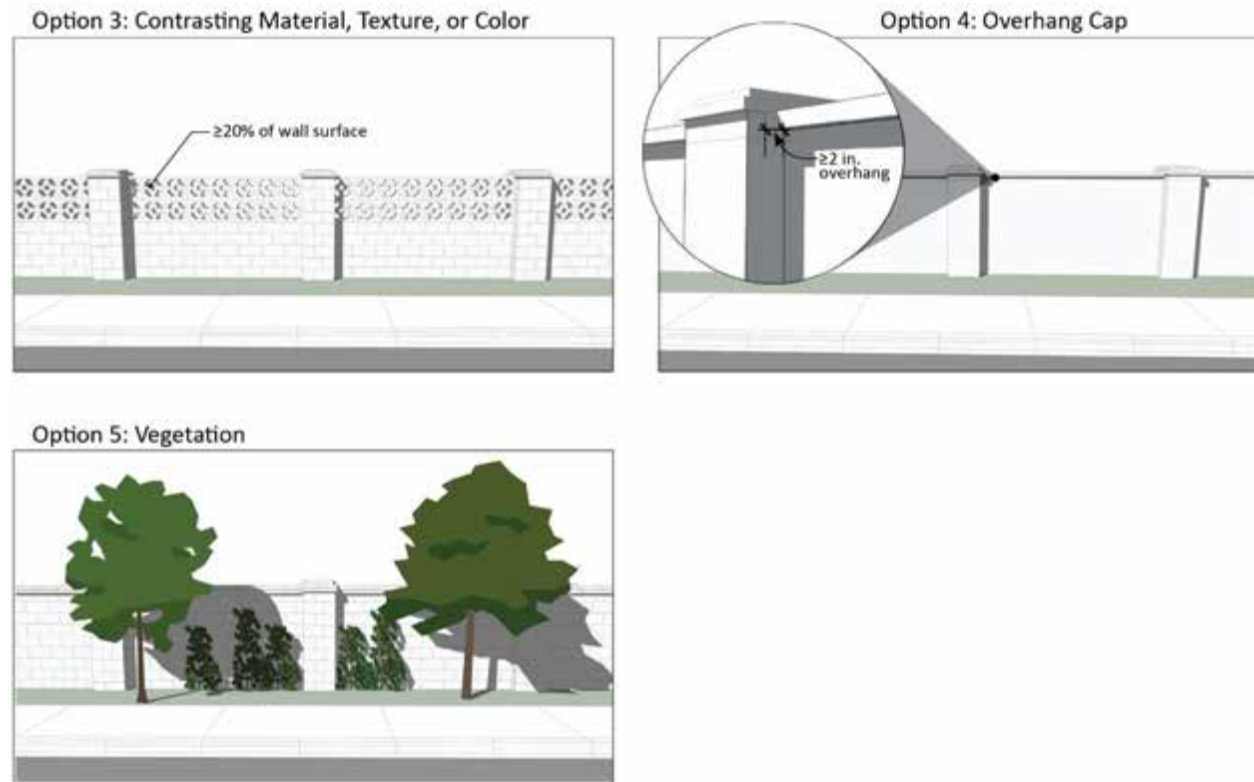 Option 3: Contrasting Material, Texture, or Color
≥20% of wall surface
Option 4: Overhang Cap
≥2 in.
overhang
Option 5: Vegetation